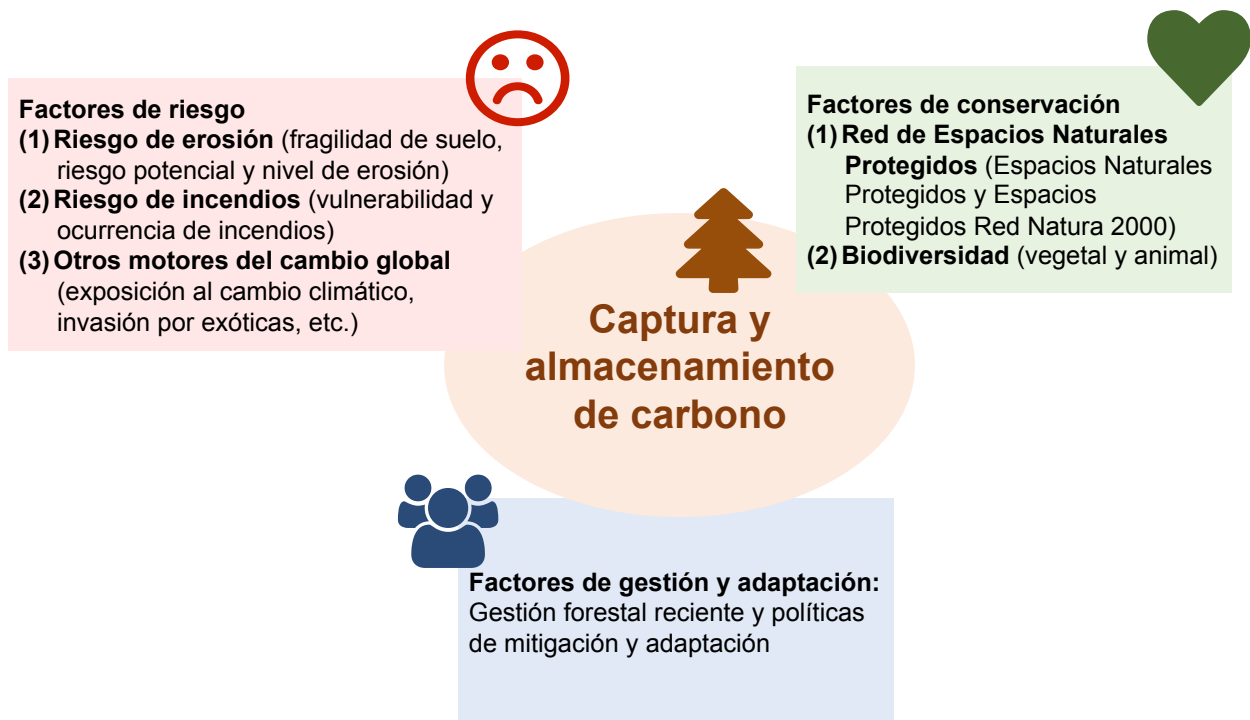 Factores de riesgo
(1) Riesgo de erosión (fragilidad de suelo,
riesgo potencial y nivel de erosión)
(2) Riesgo de incendios (vulnerabilidad y
ocurrencia de incendios)
(3) Otros motores del cambio global
(exposición al cambio climático,
invasión por exóticas, etc.)
Factores de conservación
(1) Red de Espacios Naturales
Protegidos (Espacios Naturales
Protegidos y Espacios
Protegidos Red Natura 2000)
(2) Biodiversidad (vegetal y animal)
Captura y
almacenamiento
de carbono
Factores de gestión y adaptación:
Gestión forestal reciente y políticas
de mitigación y adaptación